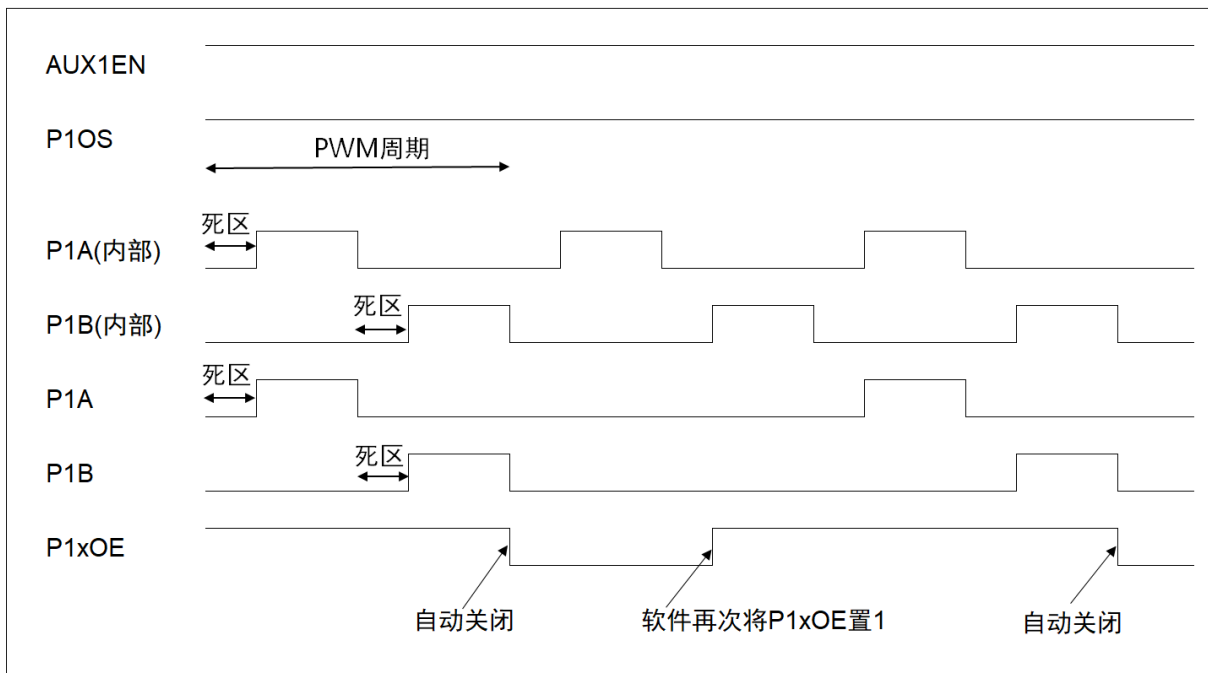 AUX1EN
P1OS
PWM周期
死区
P1A(内部)
死区
P1B(内部)
死区
P1A
死区
P1B
P1xOE
自动关闭
软件再次将P1xOE置1
自动关闭